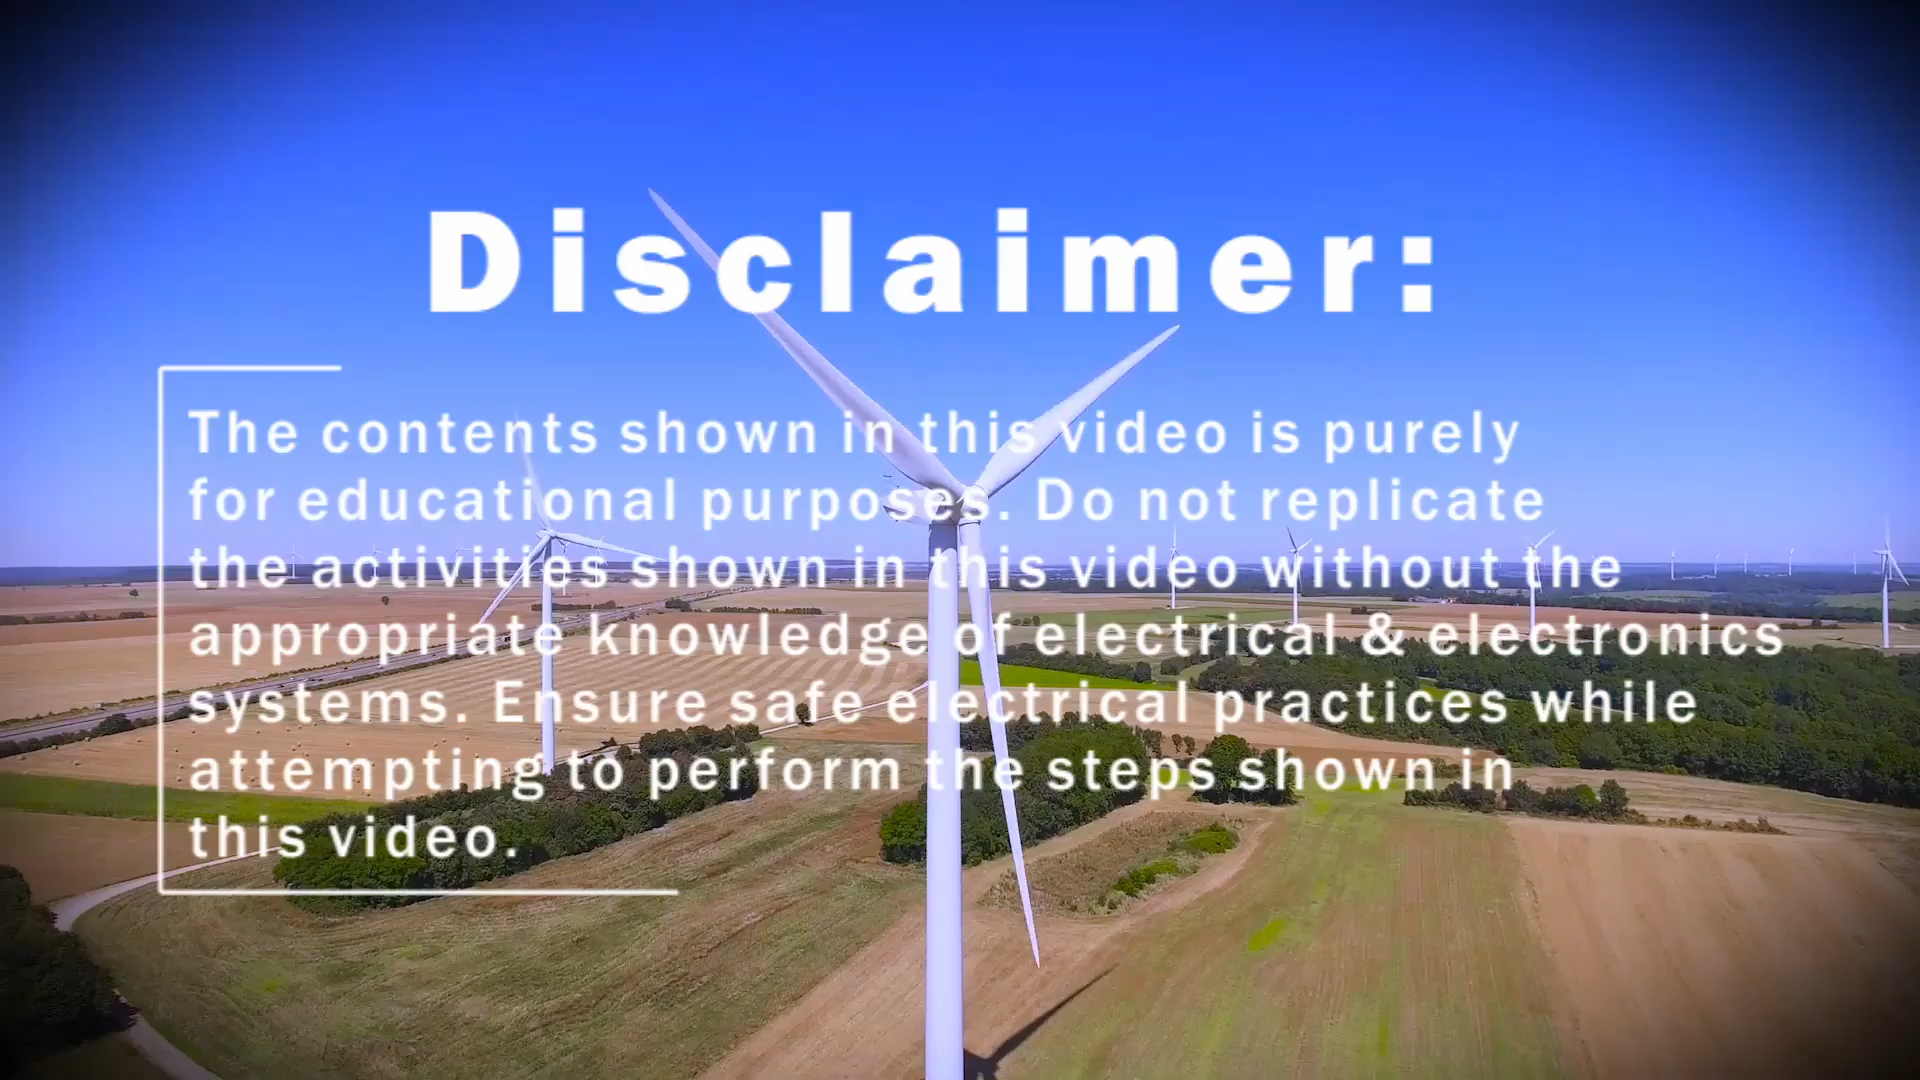 Disclaimer:
The contents shown in this video is purely
for educational purposes. Do not replicate
the activities shown in this video without the
appropriate knowledge of electrical & electronics
systems. Ensure safe electrical practices while
attempting to perform the steps shown in
this video.